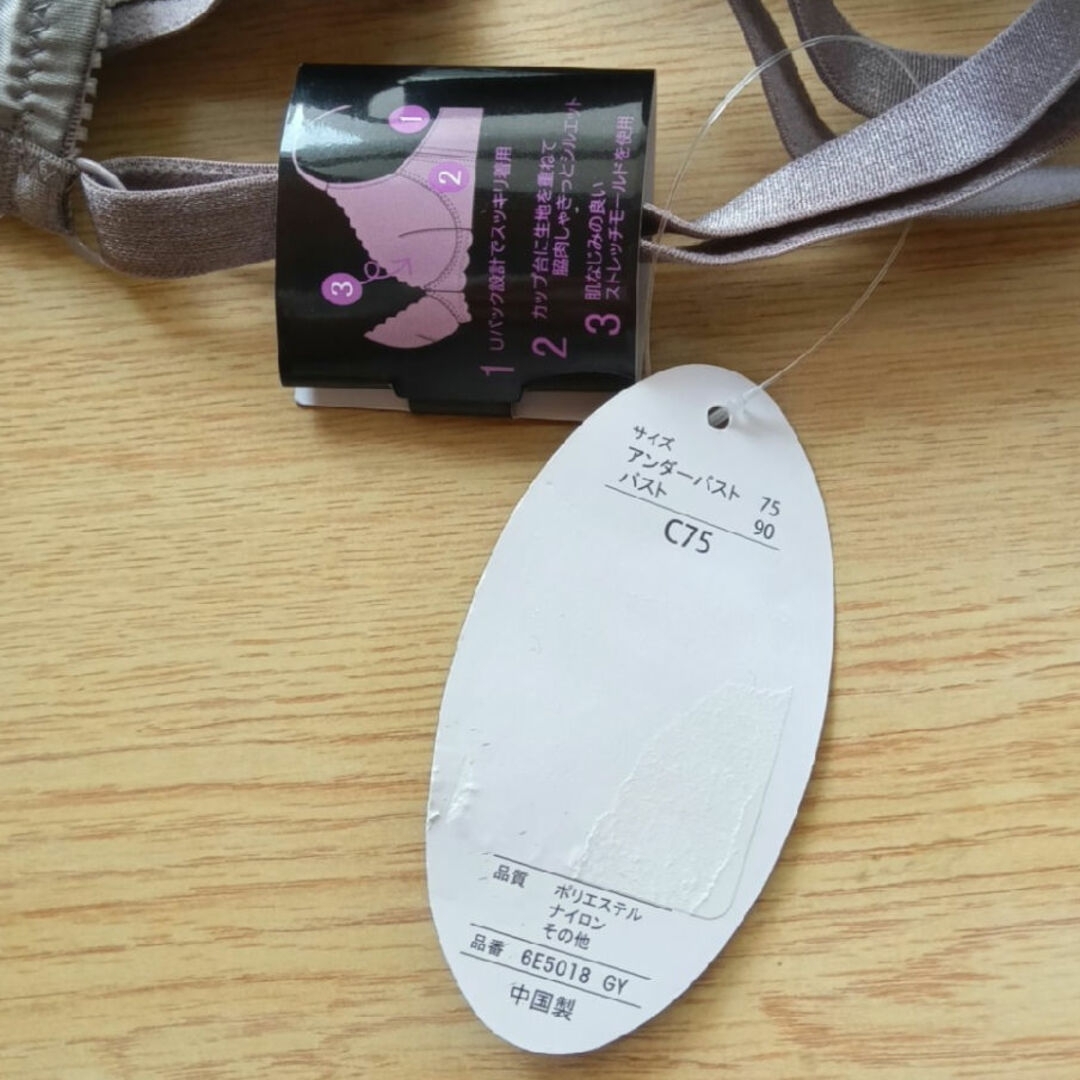 1
2
3
1 Uバック設計でスッキリ着用
2 カップ台に生地を重ねて
脇肉しゃきっとシルエット
3 肌なじみの良い
ストレッチモールドを使用
サイズ
アンダーバスト 75
バスト 90
C75
品質 ポリエステル
ナイロン
その他
品番 6E5018 GY
中国製